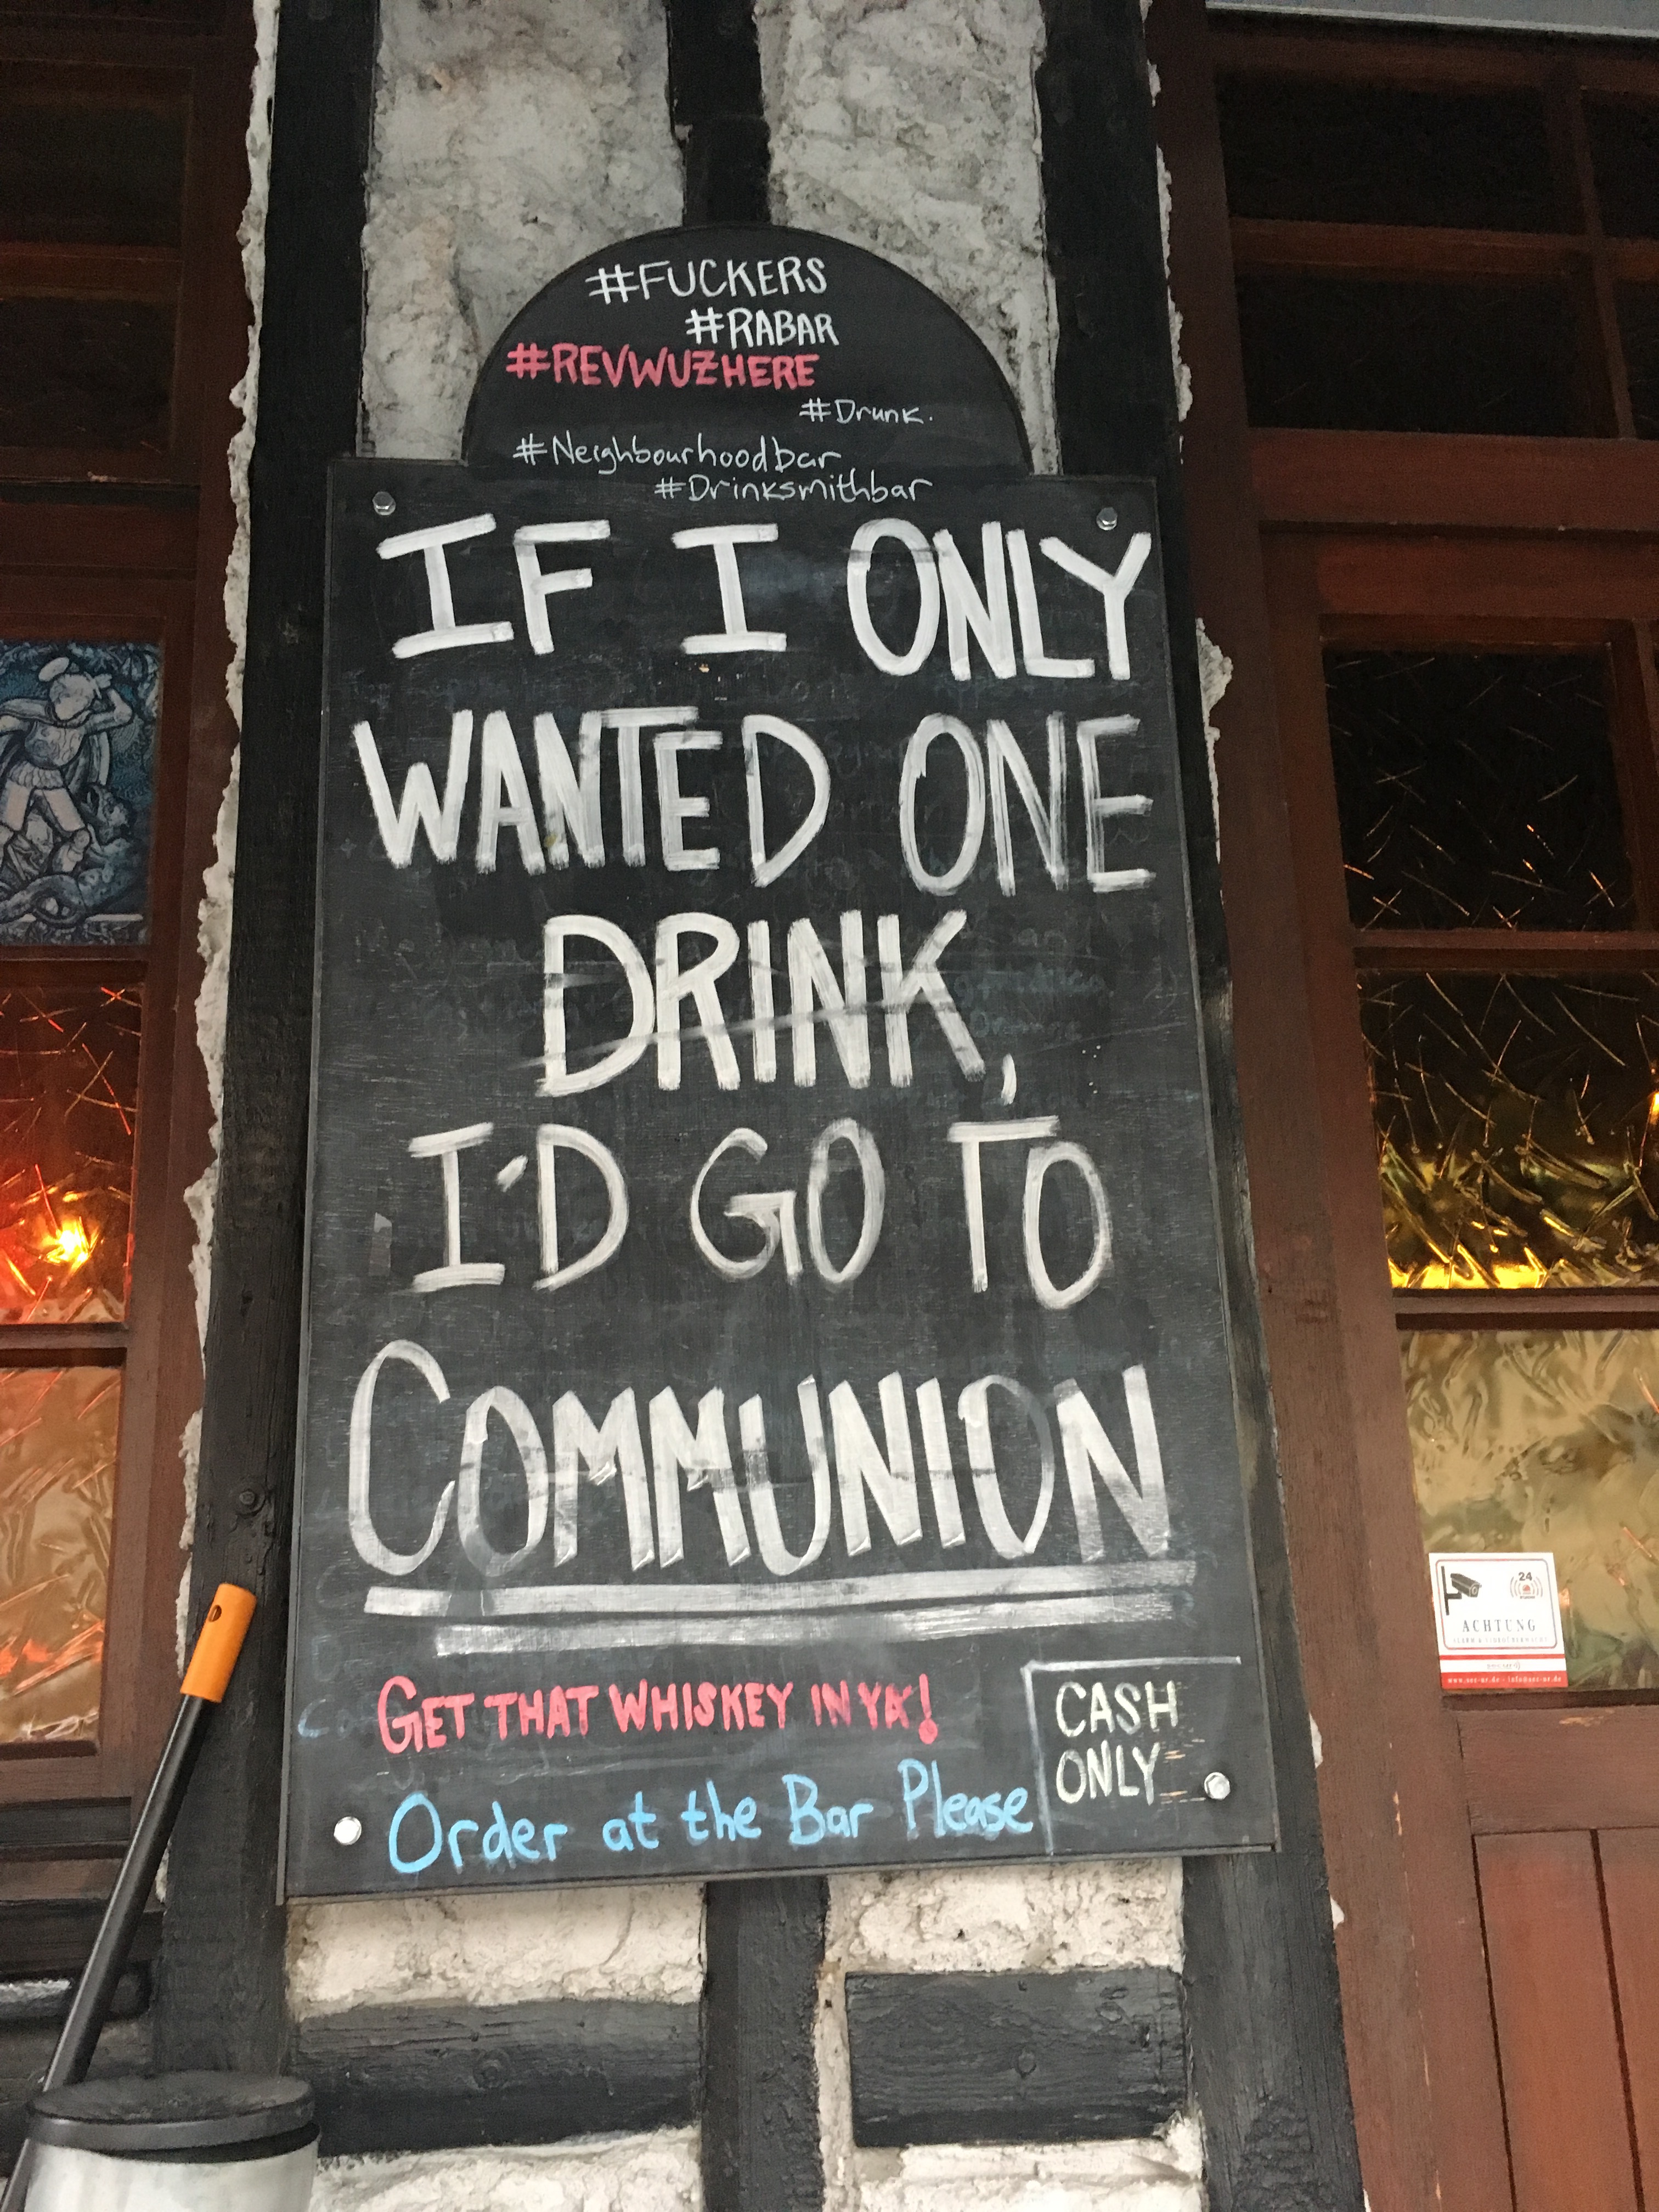 #FUCKERS
#RABAR
#REVWUZHERE
#Drunk.
#Neighbourhoodbar
#Drinksmithbar
IF I ONLY
WANTED ONE
DRINK,
I'D GO TO
COMMUNION
GET THAT WHISKEY IN YA!
CASH
ONLY
Order at the Bar Please
24
ACHTUNG